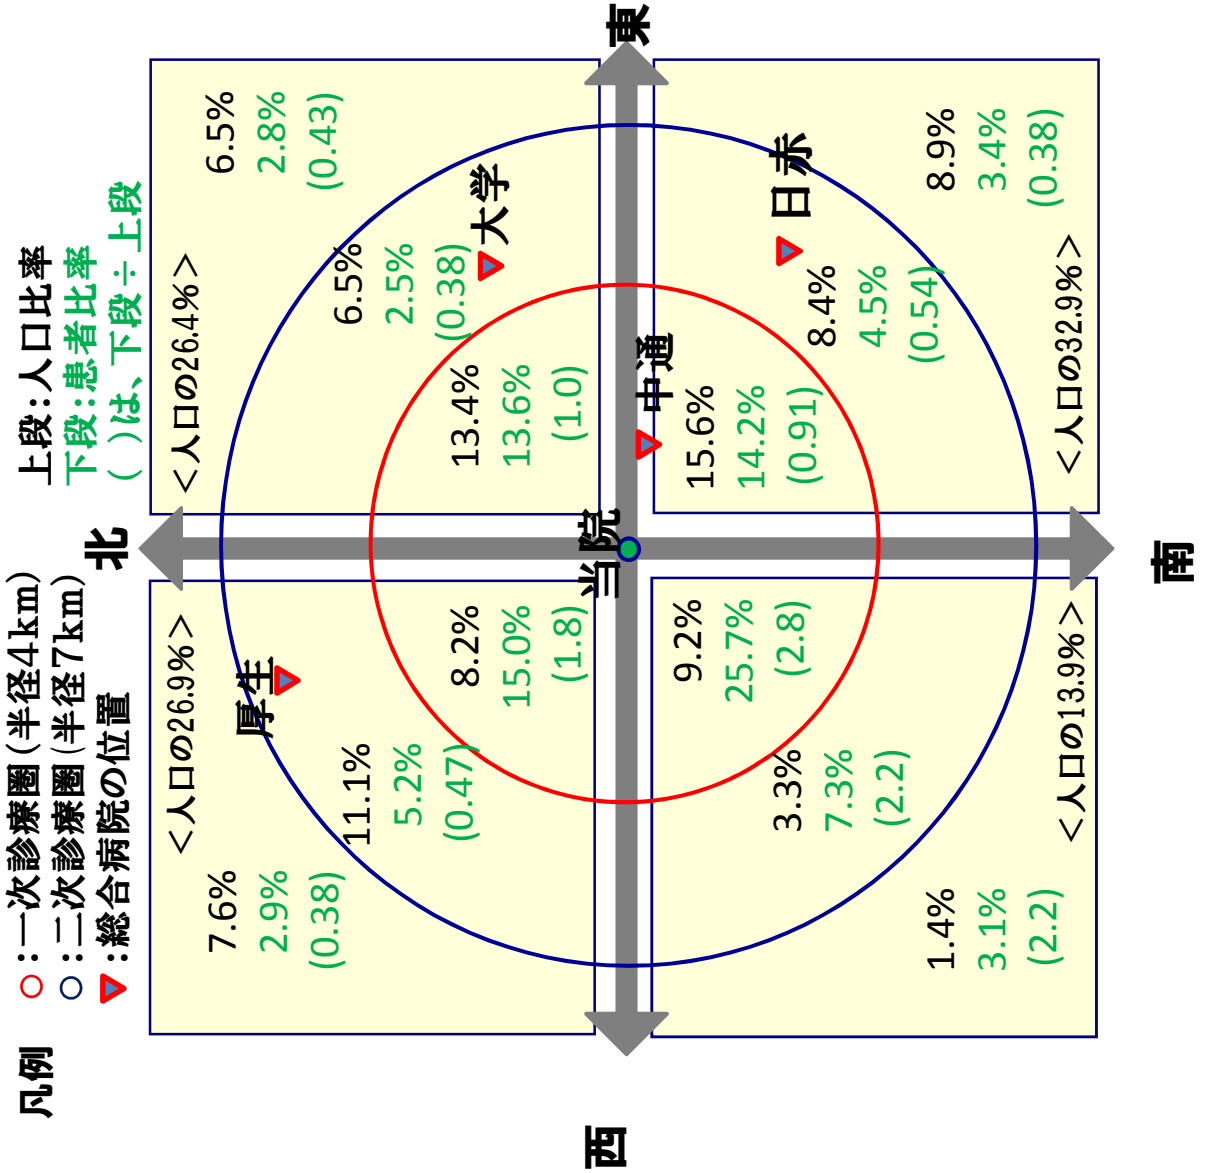 凡例
○:一次診療圏(半径4km)
○:二次診療圏(半径7km)
▼:総合病院の位置
上段:人口比率
下段:患者比率
( )は、下段÷上段
北
<人口の26.9%>
<人口の26.4%>
7.6%
2.9%
(0.38)
厚生
11.1%
5.2%
(0.47)
8.2%
15.0%
(1.8)
6.5%
2.8%
(0.43)
6.5%
2.5%
(0.38)
大学
13.4%
13.6%
(1.0)
西
当院
東
9.2%
25.7%
(2.8)
3.3%
7.3%
(2.2)
1.4%
3.1%
(2.2)
<人口の13.9%>
中通
15.6%
14.2%
(0.91)
日赤
8.4%
4.5%
(0.54)
8.9%
3.4%
(0.38)
<人口の32.9%>
南